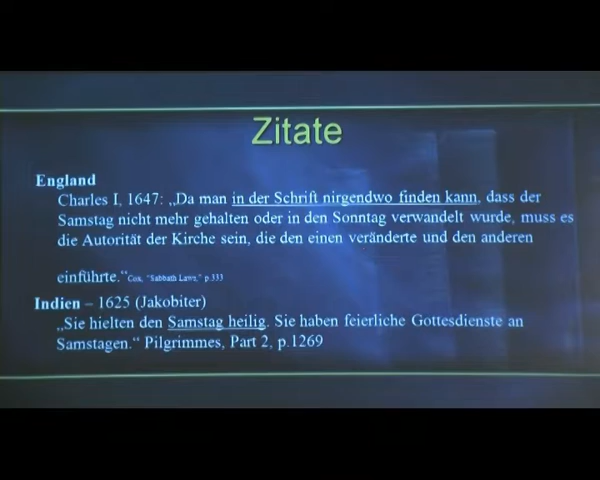 Zitate
England
Charles I, 1647: „Da man in der Schrift nirgendwo finden kann, dass der
Samstag nicht mehr gehalten oder in den Sonntag verwandelt wurde, muss es
die Autorität der Kirche sein, die den einen veränderte und den anderen
einführte.“Cox, "Sabbath Laws," p.333
Indien – 1625 (Jakobiter)
„Sie hielten den Samstag heilig. Sie haben feierliche Gottesdienste an
Samstagen.“ Pilgrimmes, Part 2, p.1269